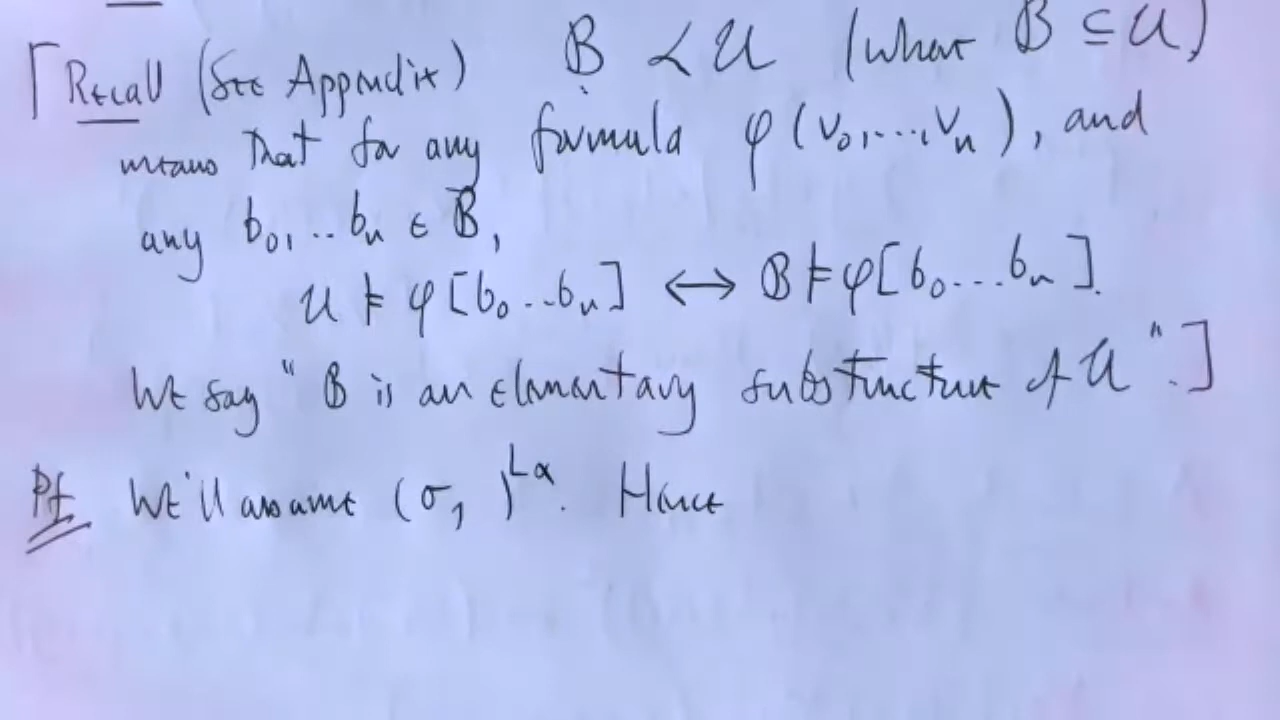 ⌈ Recall (See Appendix) 𝔅 ≺ 𝔘 (where 𝔅 ⊆ 𝔘)
means that for any formula φ(v₀,...,vₙ), and
any b₀,..bₙ ∈ B,
𝔘 ⊨ φ[b₀..bₙ] ↔ 𝔅 ⊨ φ[b₀...bₙ].
We say "𝔅 is an elementary substructure of 𝔘".]
Pf We'll assume (σ₁)^{Lα}. Hence